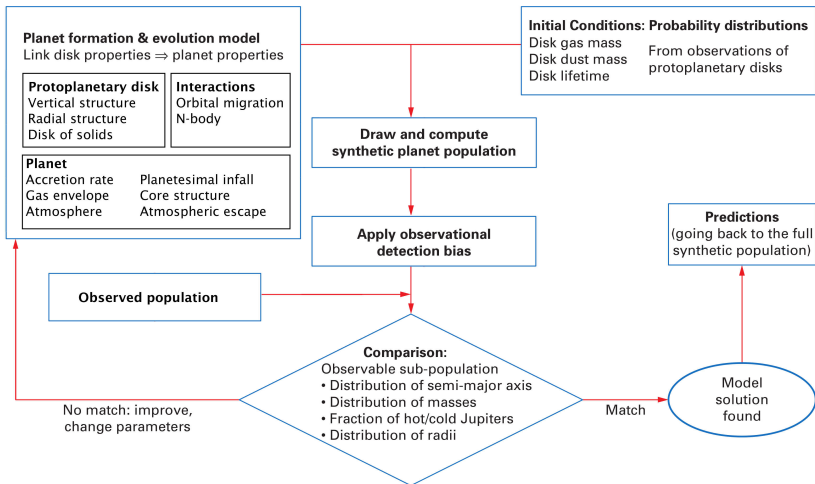 Planet formation & evolution model
Link disk properties ⇒ planet properties
Protoplanetary disk
Vertical structure
Radial structure
Disk of solids
Interactions
Orbital migration
N-body
Planet
Accretion rate Planetesimal infall
Gas envelope Core structure
Atmosphere Atmospheric escape
Initial Conditions: Probability distributions
Disk gas mass
Disk dust mass
Disk lifetime
From observations of
protoplanetary disks
Draw and compute
synthetic planet population
Apply observational
detection bias
Observed population
Predictions
(going back to the full
synthetic population)
Comparison:
Observable sub-population
• Distribution of semi-major axis
• Distribution of masses
• Fraction of hot/cold Jupiters
• Distribution of radii
No match: improve,
change parameters
Match
Model
solution
found